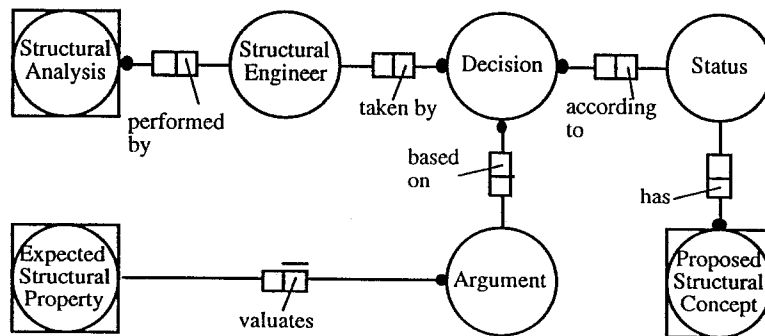 Structural
Analysis
Structural
Engineer
Decision
Status
performed
by
taken by
according
to
based
on
has
Expected
Structural
Property
Argument
Proposed
Structural
Concept
valuates